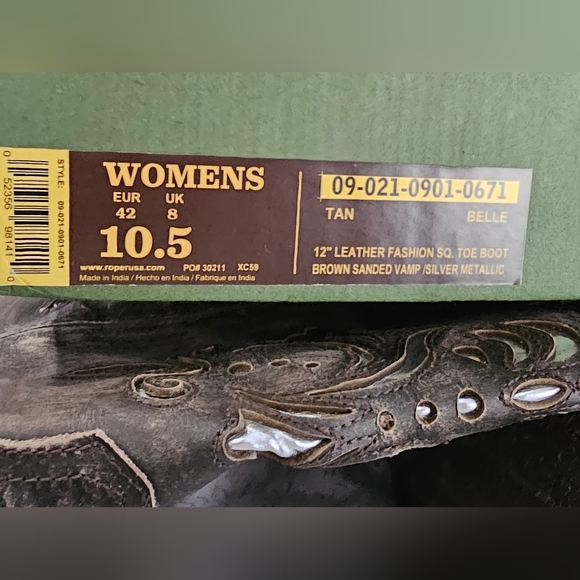 STYLE: 09-021-0901-0671
0 52356 98141 0
WOMENS
EUR UK
42 8
10.5
www.roperusa.com PO# 30211 XC59
Made in India / Hecho en India / Fabrique en India
09-021-0901-0671
TAN BELLE
12" LEATHER FASHION SQ. TOE BOOT
BROWN SANDED VAMP /SILVER METALLIC